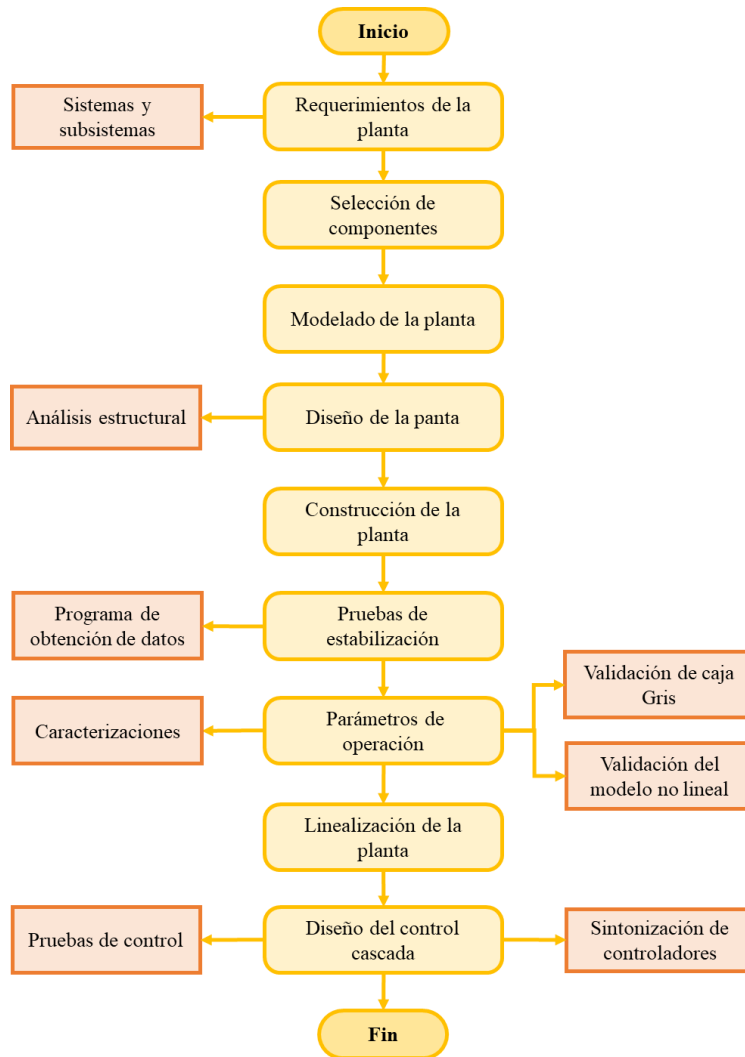 Inicio
Sistemas y
subsistemas
Requerimientos de la
planta
Selección de
componentes
Modelado de la planta
Análisis estructural
Diseño de la panta
Construcción de la
planta
Programa de
obtención de datos
Pruebas de
estabilización
Validación de caja
Gris
Caracterizaciones
Parámetros de
operación
Validación del
modelo no lineal
Linealización de la
planta
Pruebas de control
Diseño del control
cascada
Sintonización de
controladores
Fin